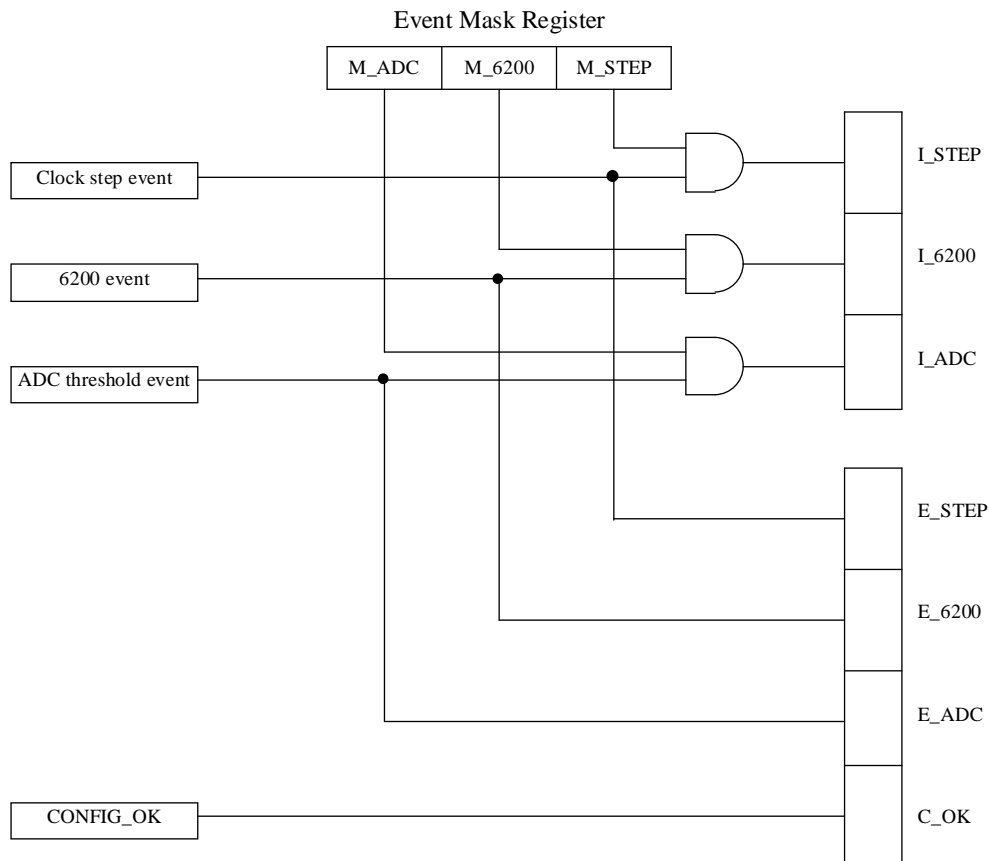 Event Mask Register
M_ADC M_6200 M_STEP
I_STEP
Clock step event
I_6200
6200 event
I_ADC
ADC threshold event
E_STEP
E_6200
E_ADC
CONFIG_OK
C_OK